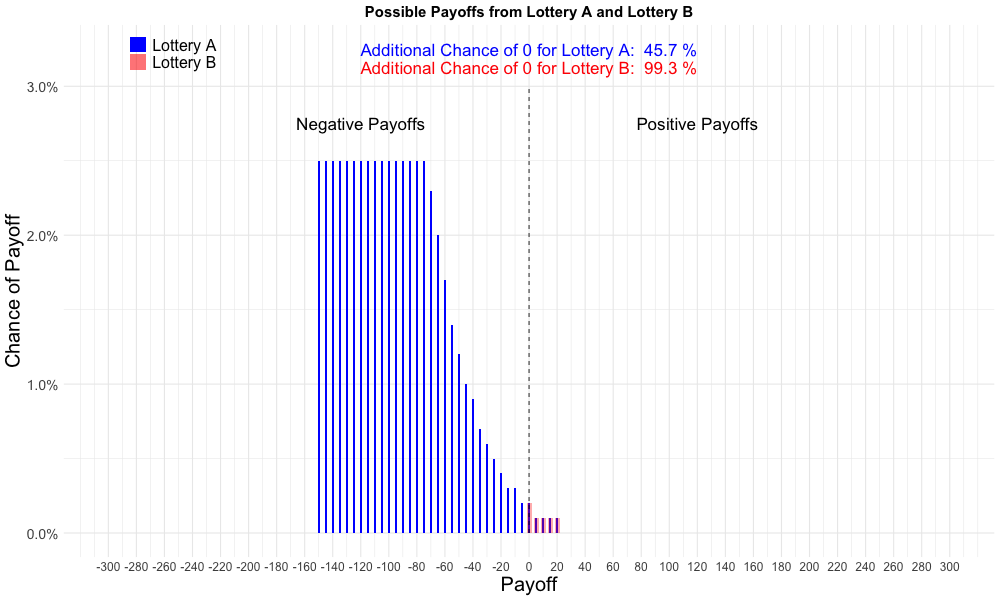 Possible Payoffs from Lottery A and Lottery B
Lottery A
Lottery B
Additional Chance of 0 for Lottery A: 45.7 %
Additional Chance of 0 for Lottery B: 99.3 %
Negative Payoffs
Positive Payoffs
Chance of Payoff
3.0%
2.0%
1.0%
0.0%
-300 -280 -260 -240 -220 -200 -180 -160 -140 -120 -100 -80 -60 -40 -20 0 20 40 60 80 100 120 140 160 180 200 220 240 260 280 300
Payoff